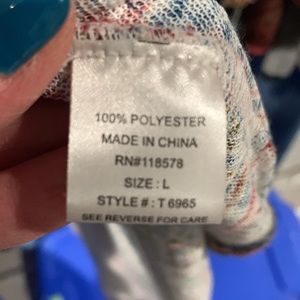 100% POLYESTER
MADE IN CHINA
RN#118578
SIZE : L
STYLE # : T 6965
SEE REVERSE FOR CARE